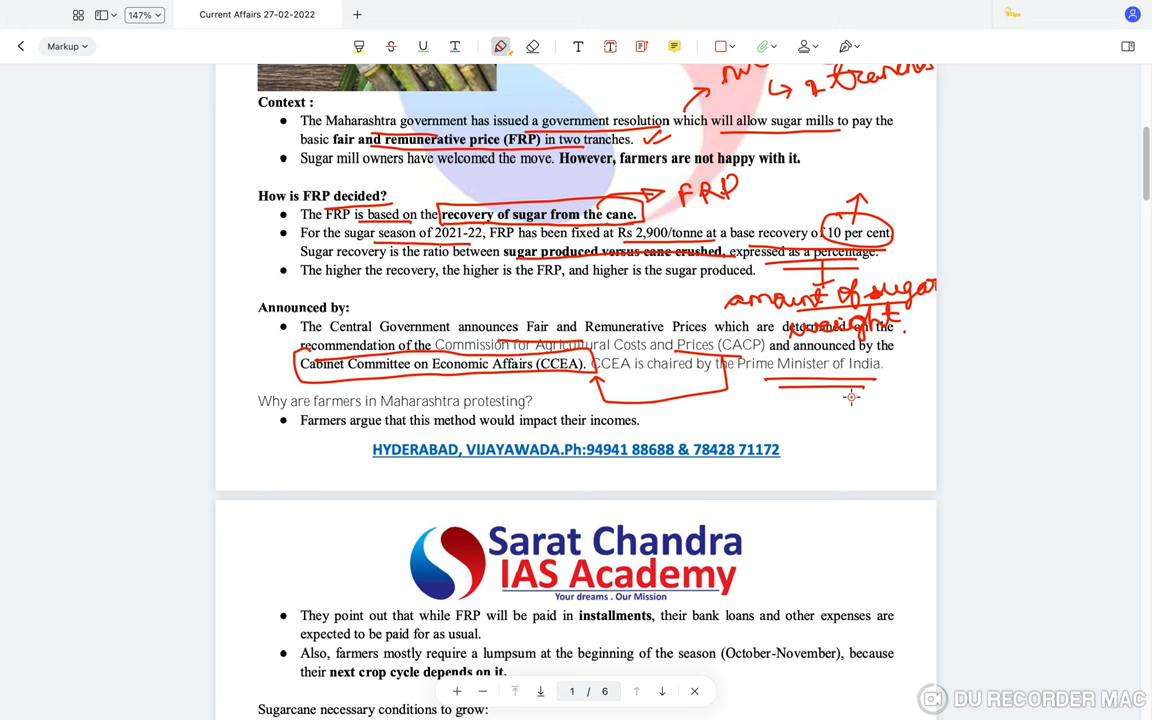 147%
Current Affairs 27-02-2022
Markup
2 tranches
Context :
● The Maharashtra government has issued a government resolution which will allow sugar mills to pay the
basic fair and remunerative price (FRP) in two tranches.
● Sugar mill owners have welcomed the move. However, farmers are not happy with it.
FRP
How is FRP decided?
● The FRP is based on the recovery of sugar from the cane.
● For the sugar season of 2021-22, FRP has been fixed at Rs 2,900/tonne at a base recovery of 10 per cent.
Sugar recovery is the ratio between sugar produced versus cane crushed, expressed as a percentage.
● The higher the recovery, the higher is the FRP, and higher is the sugar produced.
amount of sugar
weight.
Announced by:
● The Central Government announces Fair and Remunerative Prices which are determined on the
recommendation of the Commission for Agricultural Costs and Prices (CACP) and announced by the
Cabinet Committee on Economic Affairs (CCEA). CCEA is chaired by the Prime Minister of India.
Why are farmers in Maharashtra protesting?
● Farmers argue that this method would impact their incomes.
HYDERABAD, VIJAYAWADA.Ph:94941 88688 & 78428 71172
Sarat Chandra
IAS Academy
Your dreams . Our Mission
● They point out that while FRP will be paid in installments, their bank loans and other expenses are
expected to be paid for as usual.
● Also, farmers mostly require a lumpsum at the beginning of the season (October-November), because
their next crop cycle depends on it.
1 / 6
Sugarcane necessary conditions to grow:
DU RECORDER MAC